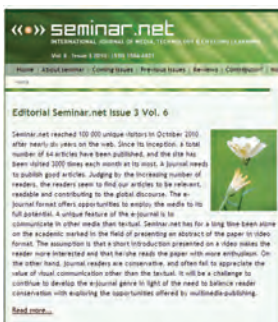 seminar.net
INTERNATIONAL JOURNAL OF MEDIA, TECHNOLOGY & LIFELONG LEARNING
Vol 6 Issue 3 2010
Home About seminar Coming issues Previous issues Reviews Contribution?
Home
Editorial Seminar.net Issue 3 Vol. 6
Seminar.net reached 100 000 unique visitors in October 2010
after nearly six years on the web. Since its inception, a total
number of 64 articles have been published, and the site has
been visited 3000 times each month at its most. A journal needs
to publish good articles. Judging by the increasing number of
readers, the readers seem to find our articles to be relevant,
readable and contributing to the global discourse. The e-
journal format offers opportunities to employ the media to its
full potential. A unique feature of the e-journal is to
communicate in other media than textual. Seminar.net has for a long time been alone
on the academic marked in the field of presenting an abstract of the paper in video
format. The assumption is that a short introduction presented on a video makes the
reader more interested and that he/she reads the paper with more enthusiasm. On
the other hand, journal readers are conservative, and often fail to appreciate the
value of visual communication other than the textual. It will be a challenge to
continue to develop the e-journal genre in light of the need to balance reader
conservatism with exploring the opportunities offered by multimedia-publishing.
Read more...